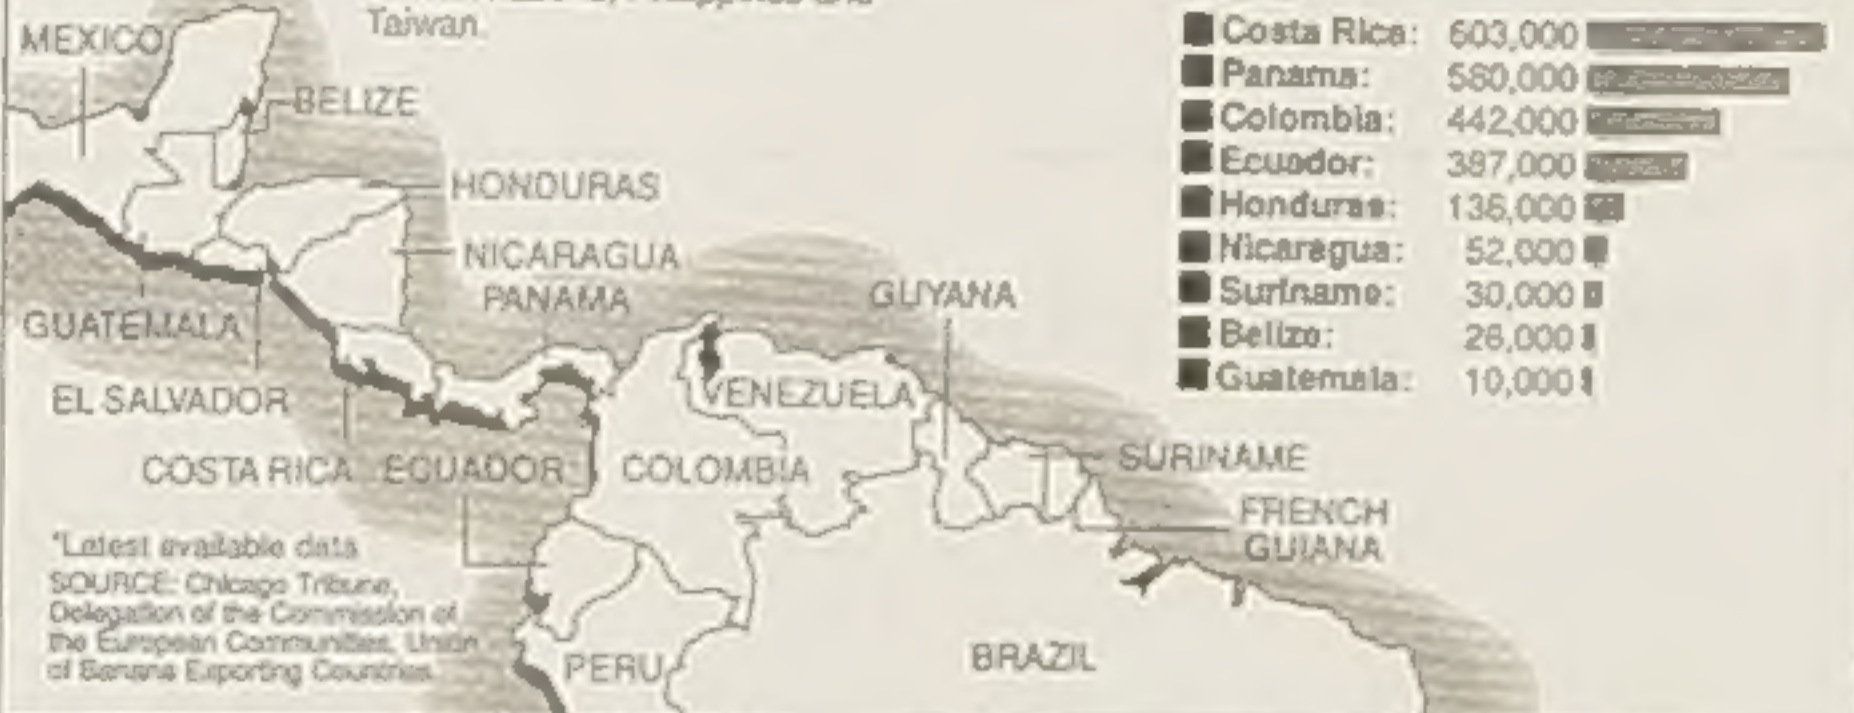 Taiwan.
MEXICO
BELIZE
HONDURAS
NICARAGUA
PANAMA
GUYANA
GUATEMALA
EL SALVADOR
VENEZUELA
COSTA RICA
ECUADOR
COLOMBIA
SURINAME
FRENCH
GUIANA
PERU
BRAZIL
*Latest available data
SOURCE: Chicago Tribune,
Delegation of the Commission of
the European Communities, Union
of Banana Exporting Countries
Costa Rica: 603,000
Panama: 560,000
Colombia: 442,000
Ecuador: 397,000
Honduras: 136,000
Nicaragua: 52,000
Suriname: 30,000
Belize: 26,000
Guatemala: 10,000